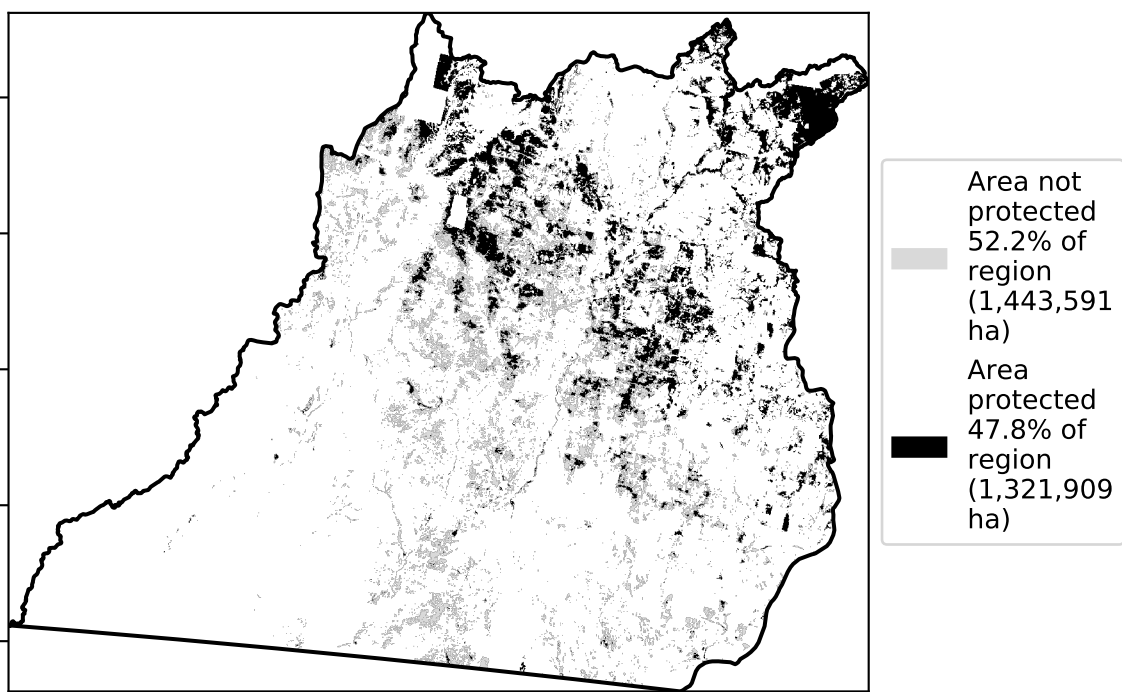 Area not
protected
52.2% of
region
(1,443,591
ha)
Area
protected
47.8% of
region
(1,321,909
ha)